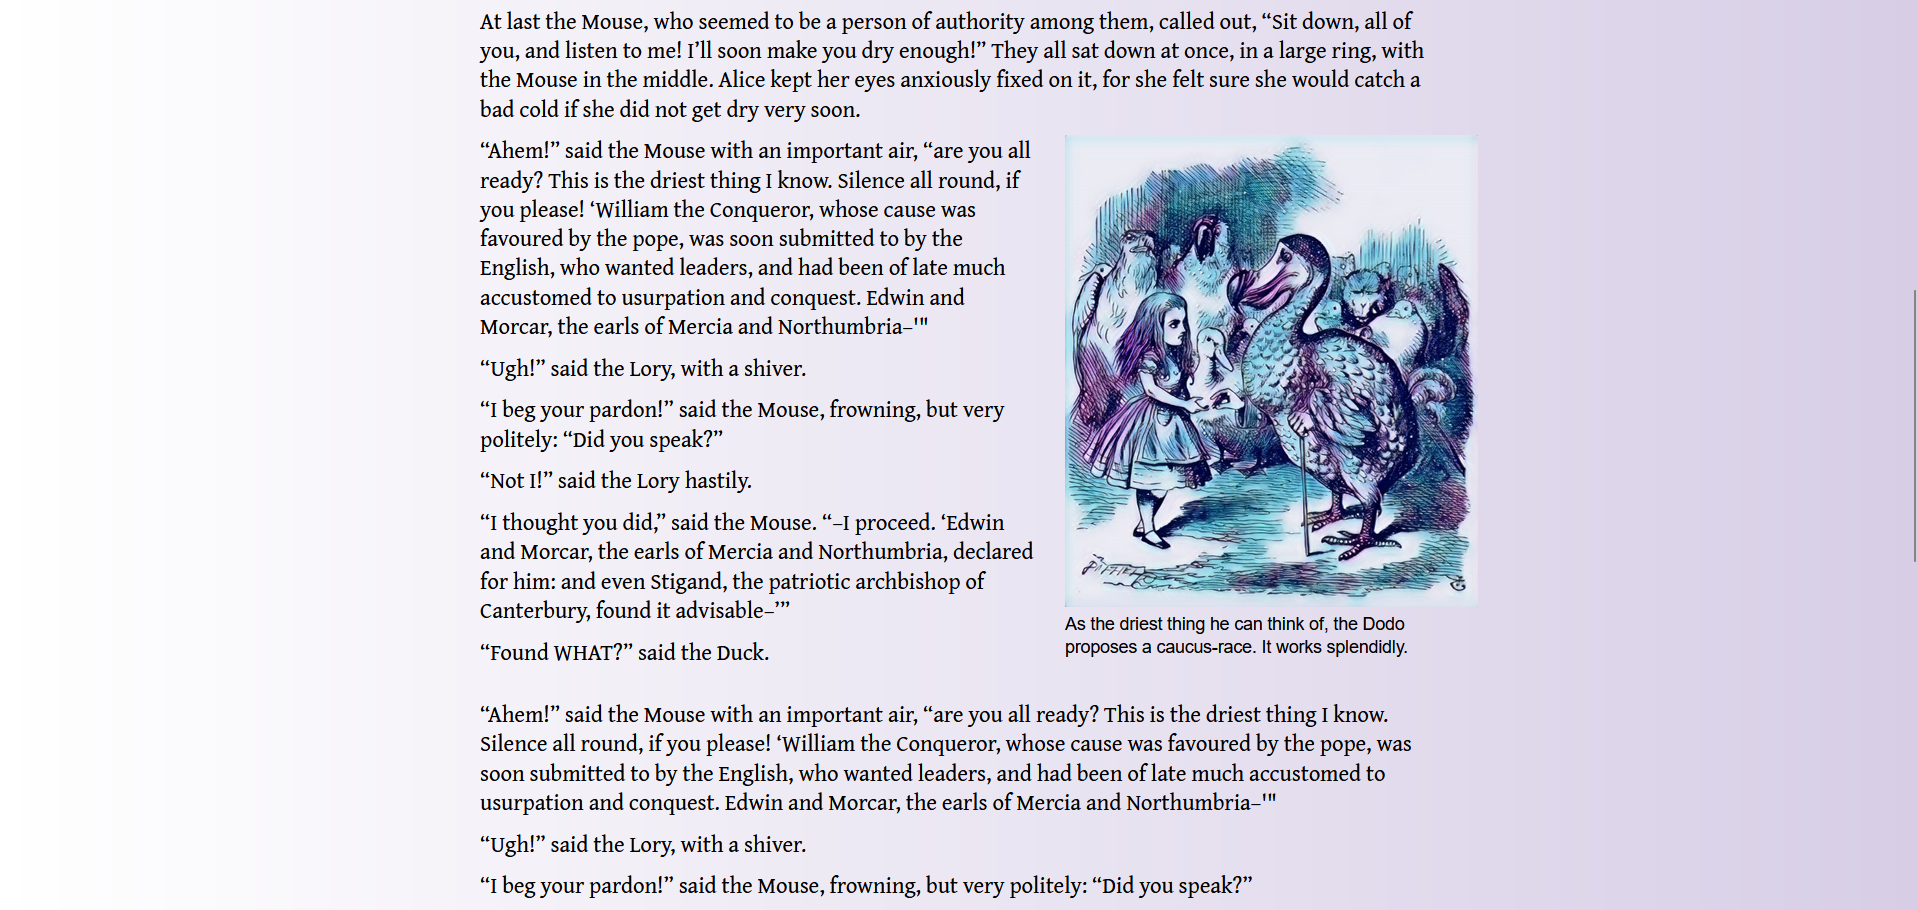 At last the Mouse, who seemed to be a person of authority among them, called out, “Sit down, all of
you, and listen to me! I’ll soon make you dry enough!” They all sat down at once, in a large ring, with
the Mouse in the middle. Alice kept her eyes anxiously fixed on it, for she felt sure she would catch a
bad cold if she did not get dry very soon.
“Ahem!” said the Mouse with an important air, “are you all
ready? This is the driest thing I know. Silence all round, if
you please! ‘William the Conqueror, whose cause was
favoured by the pope, was soon submitted to by the
English, who wanted leaders, and had been of late much
accustomed to usurpation and conquest. Edwin and
Morcar, the earls of Mercia and Northumbria–'"
“Ugh!” said the Lory, with a shiver.
“I beg your pardon!” said the Mouse, frowning, but very
politely: “Did you speak?”
“Not I!” said the Lory hastily.
“I thought you did,” said the Mouse. “–I proceed. ‘Edwin
and Morcar, the earls of Mercia and Northumbria, declared
for him: and even Stigand, the patriotic archbishop of
Canterbury, found it advisable–’”
“Found WHAT?” said the Duck.
As the driest thing he can think of, the Dodo
proposes a caucus-race. It works splendidly.
“Ahem!” said the Mouse with an important air, “are you all ready? This is the driest thing I know.
Silence all round, if you please! ‘William the Conqueror, whose cause was favoured by the pope, was
soon submitted to by the English, who wanted leaders, and had been of late much accustomed to
usurpation and conquest. Edwin and Morcar, the earls of Mercia and Northumbria–'"
“Ugh!” said the Lory, with a shiver.
“I beg your pardon!” said the Mouse, frowning, but very politely: “Did you speak?”